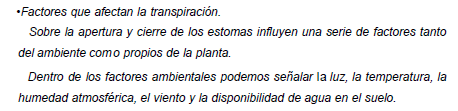 •Factores que afectan la transpiración.
Sobre la apertura y cierre de los estomas influyen una serie de factores tanto
del ambiente como propios de la planta.
Dentro de los factores ambientales podemos señalar la luz, la temperatura, la
humedad atmosférica, el viento y la disponibilidad de agua en el suelo.